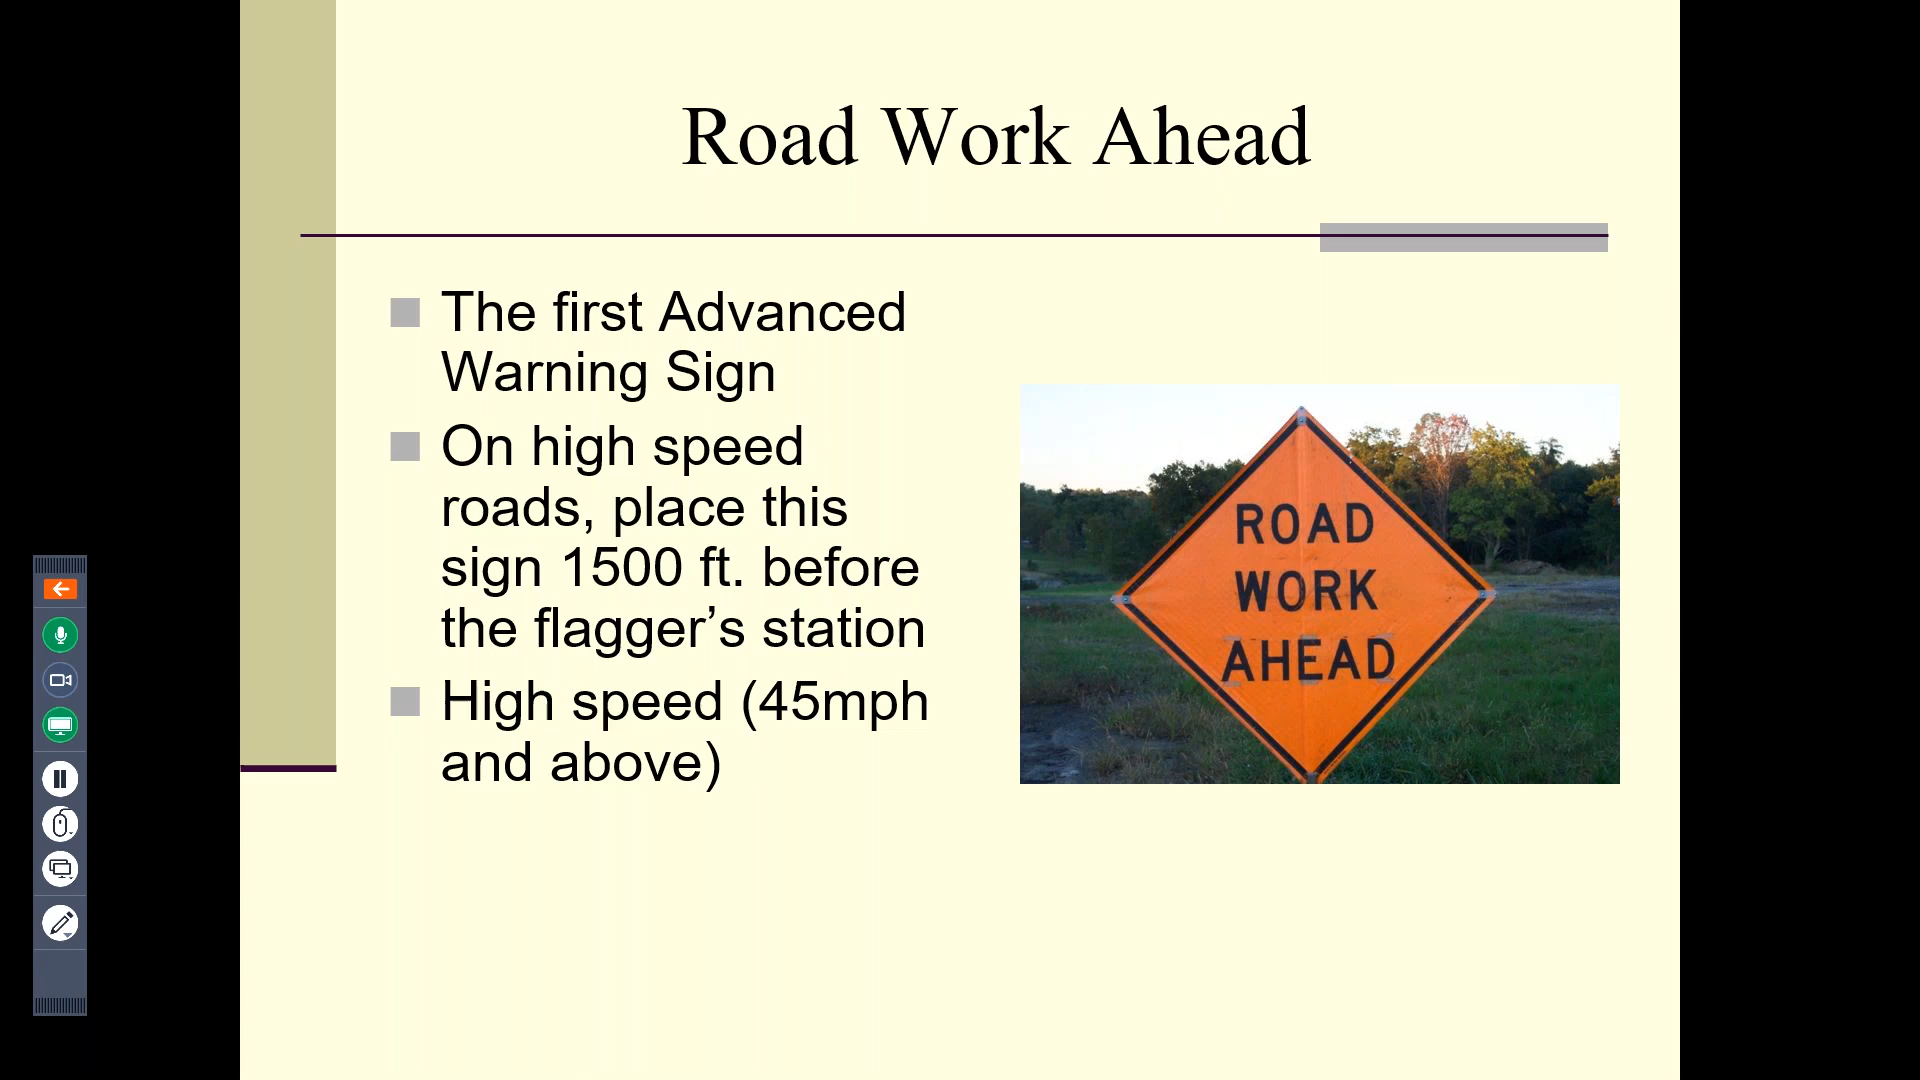 Road Work Ahead
The first Advanced
Warning Sign
On high speed
roads, place this
sign 1500 ft. before
the flagger’s station
High speed (45mph
and above)
ROAD
WORK
AHEAD